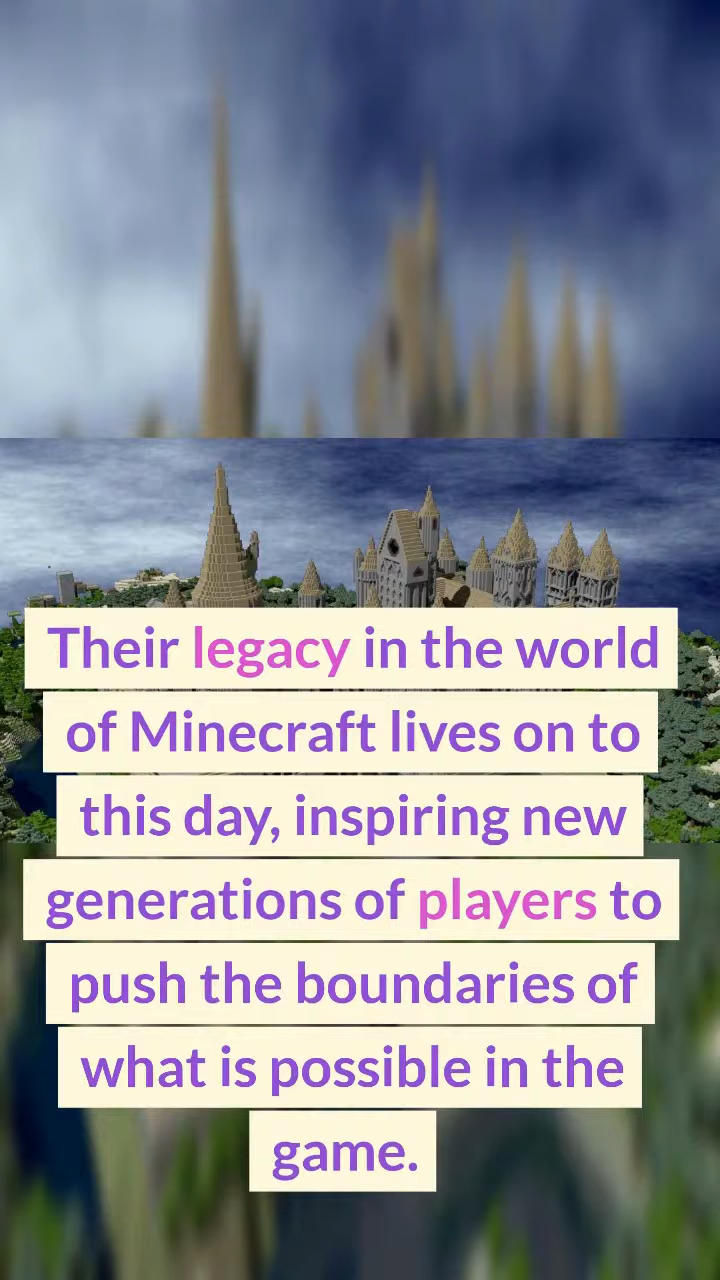 Their legacy in the world
of Minecraft lives on to
this day, inspiring new
generations of players to
push the boundaries of
what is possible in the
game.